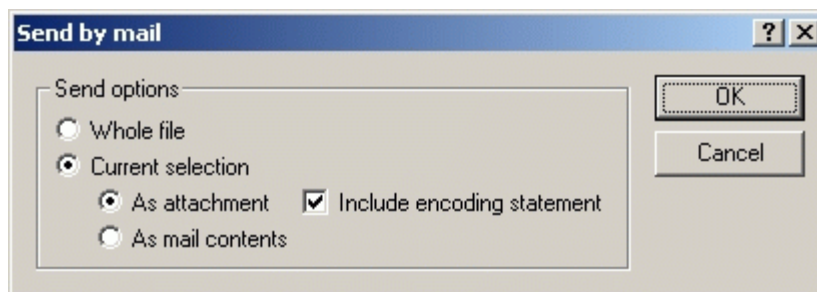 Send by mail
Send options
Whole file
Current selection
As attachment Include encoding statement
As mail contents
OK
Cancel